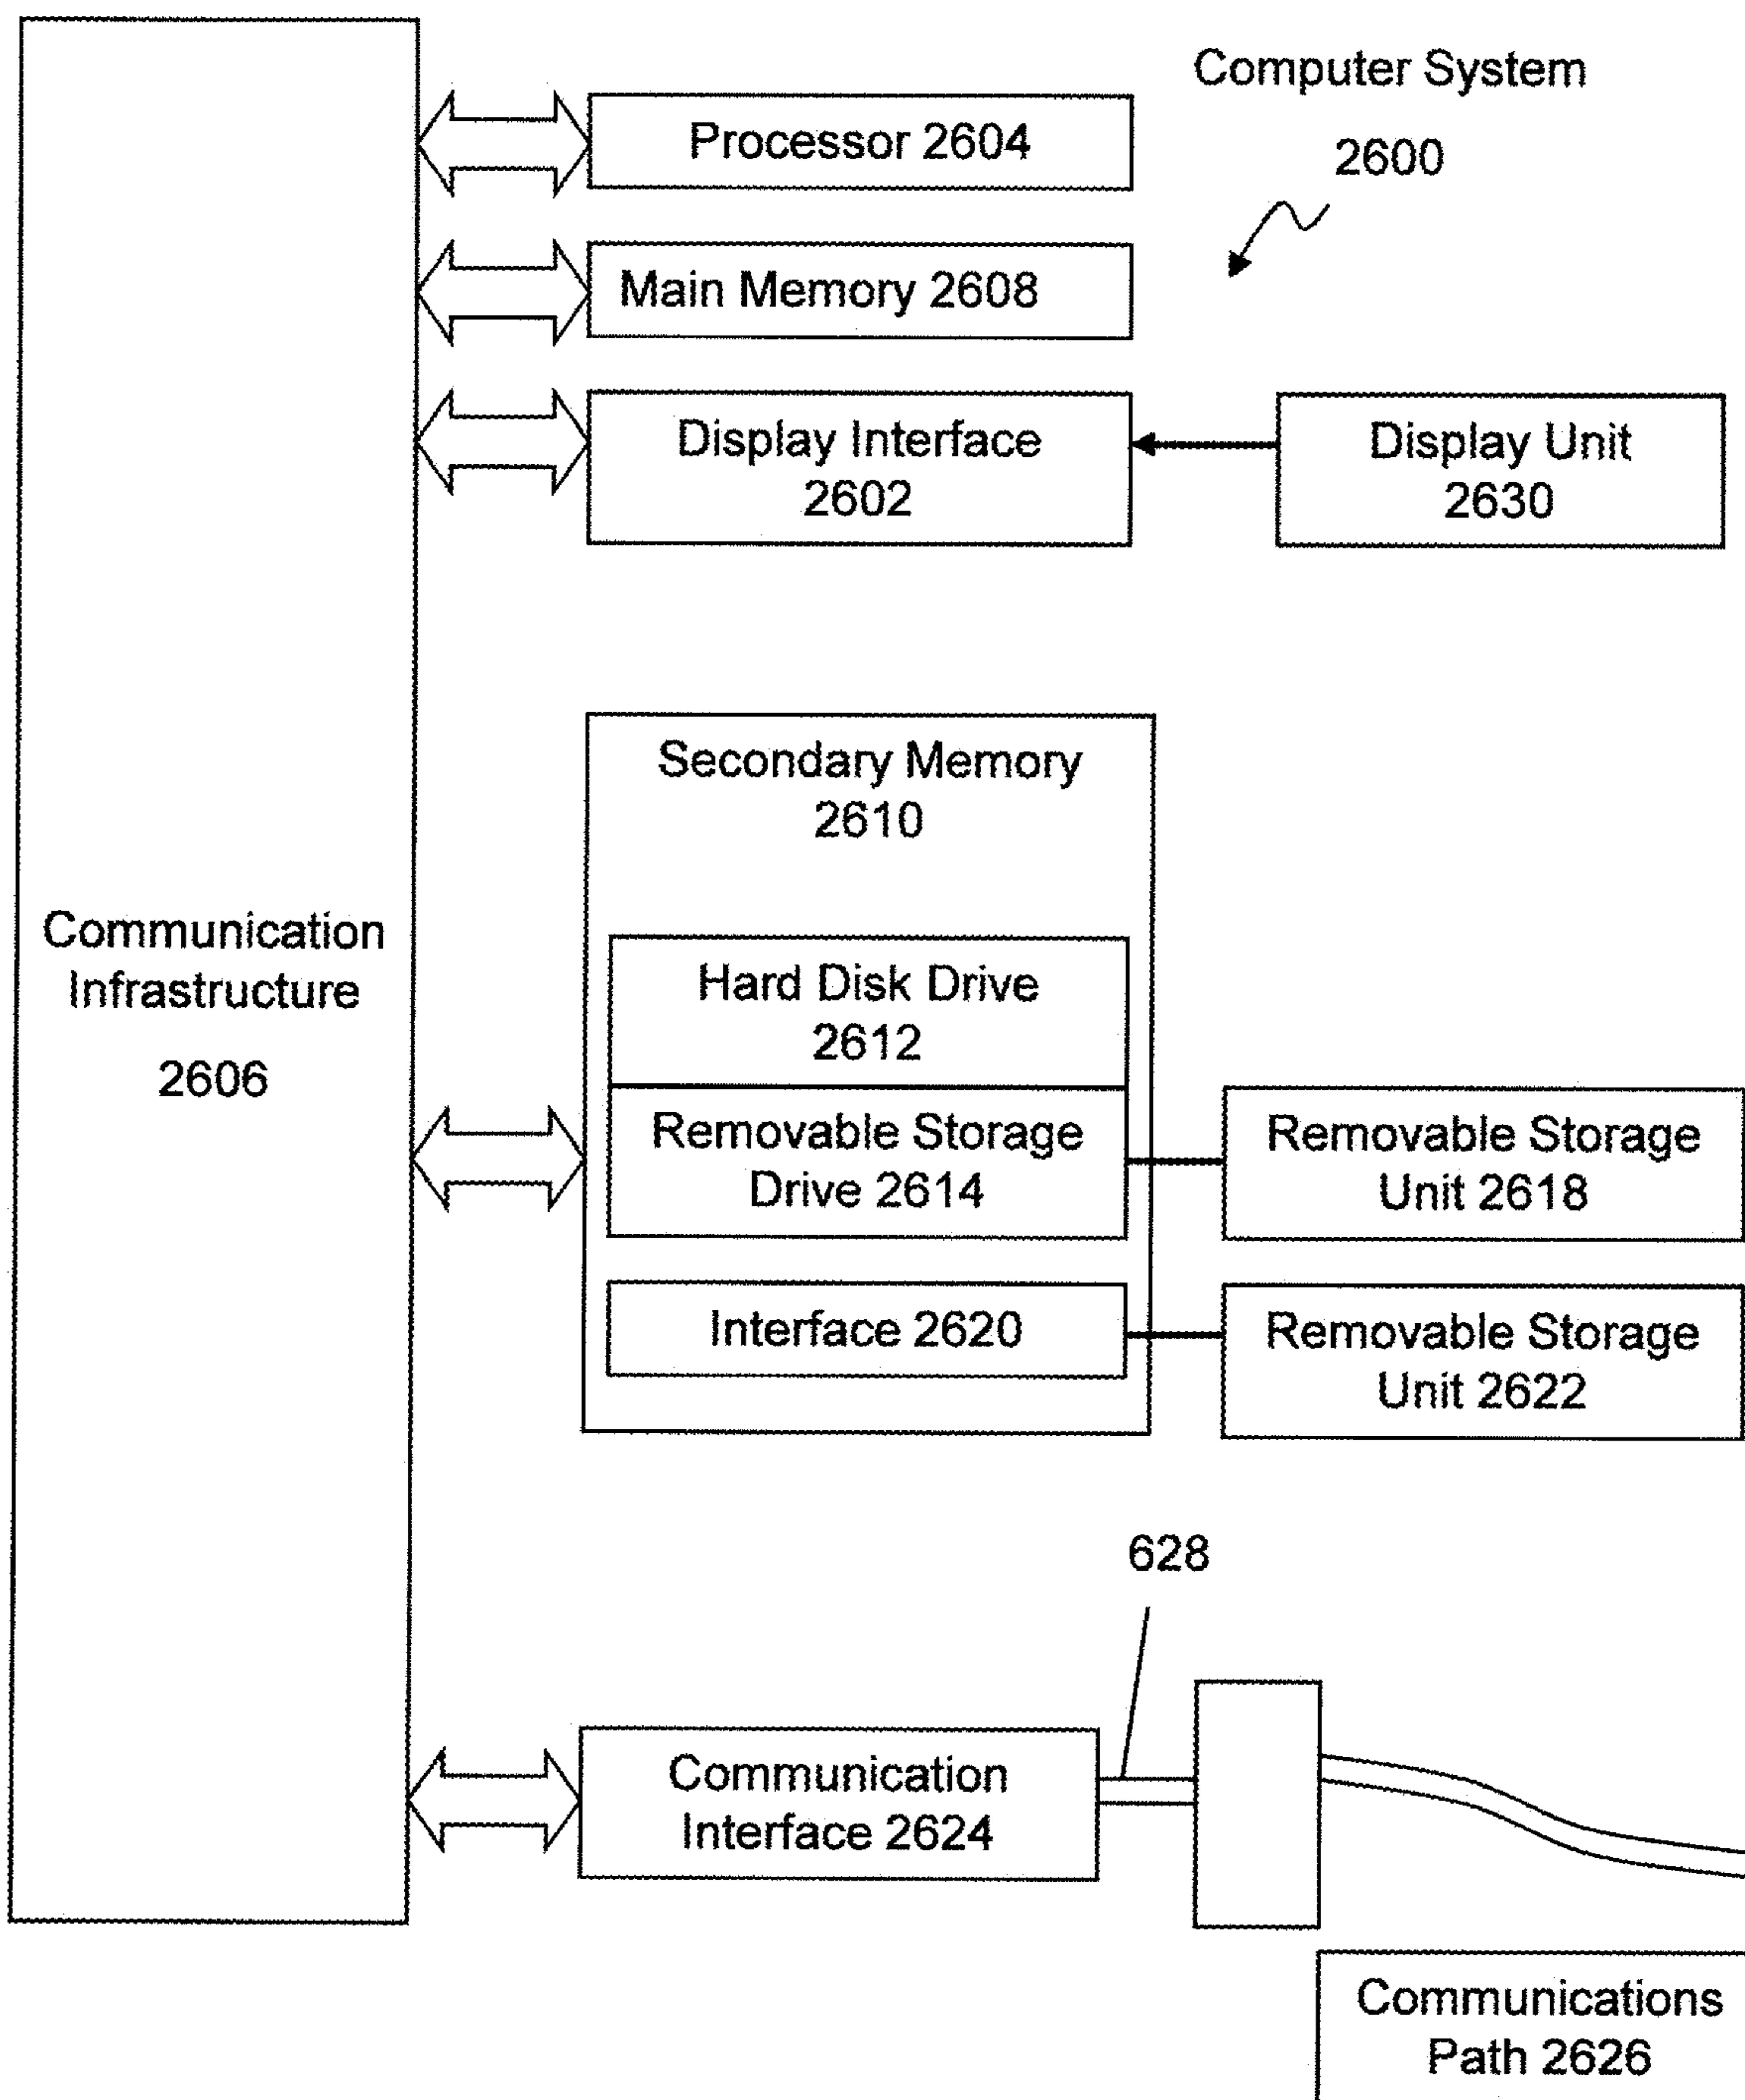 Computer System
2600
Processor 2604
Main Memory 2608
Display Interface
2602
Display Unit
2630
Secondary Memory
2610
Communication
Infrastructure
2606
Hard Disk Drive
2612
Removable Storage
Drive 2614
Removable Storage
Unit 2618
Interface 2620
Removable Storage
Unit 2622
628
Communication
Interface 2624
Communications
Path 2626